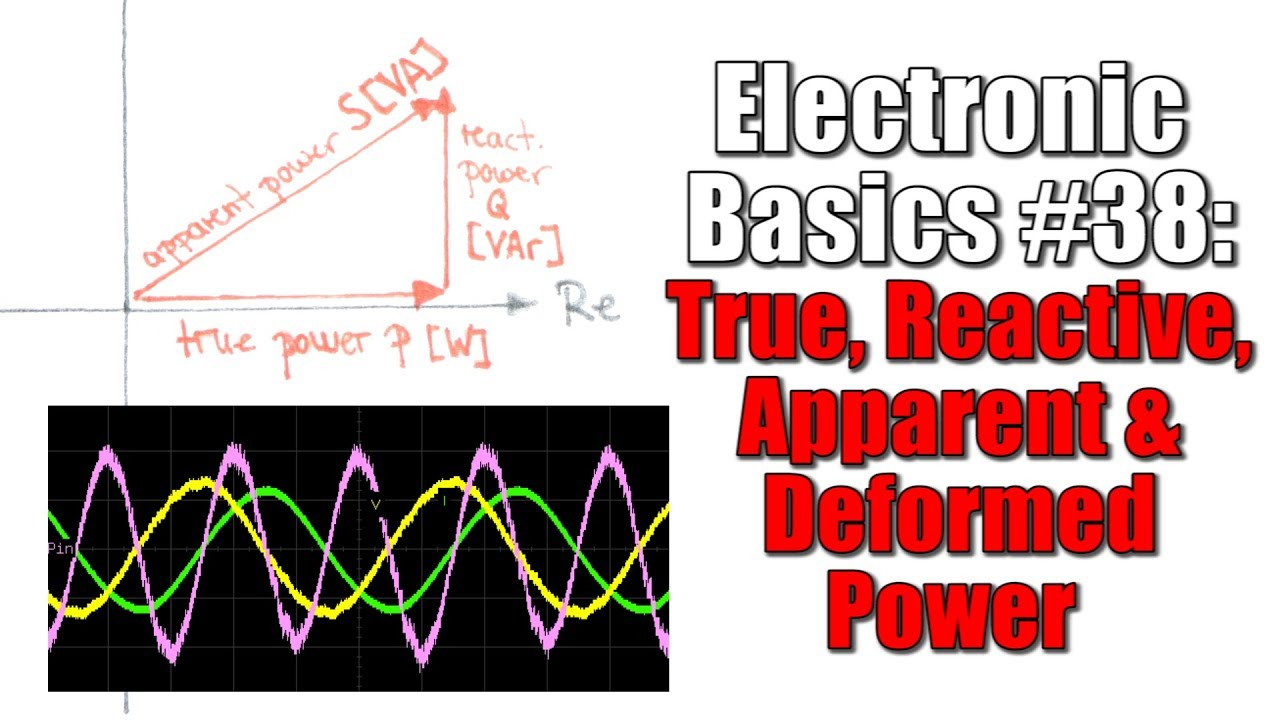 apparent power S[VA]
react.
power
Q
[VAr]
Re
true power P [W]
Pin
Electronic
Basics #38:
True, Reactive,
Apparent &
Deformed
Power